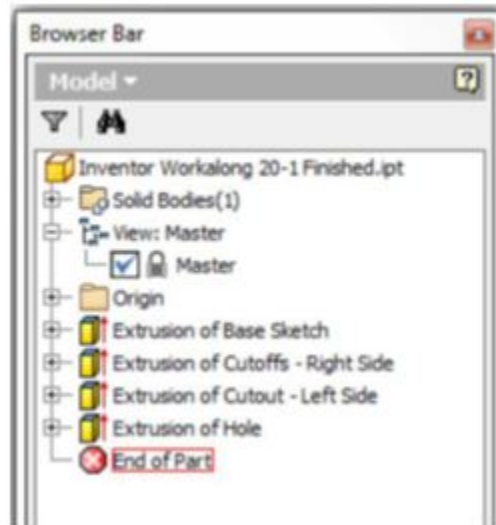 Browser Bar
Model
Inventor Workalong 20-1 Finished.ipt
Solid Bodies(1)
View: Master
Master
Origin
Extrusion of Base Sketch
Extrusion of Cutoffs - Right Side
Extrusion of Cutout - Left Side
Extrusion of Hole
End of Part